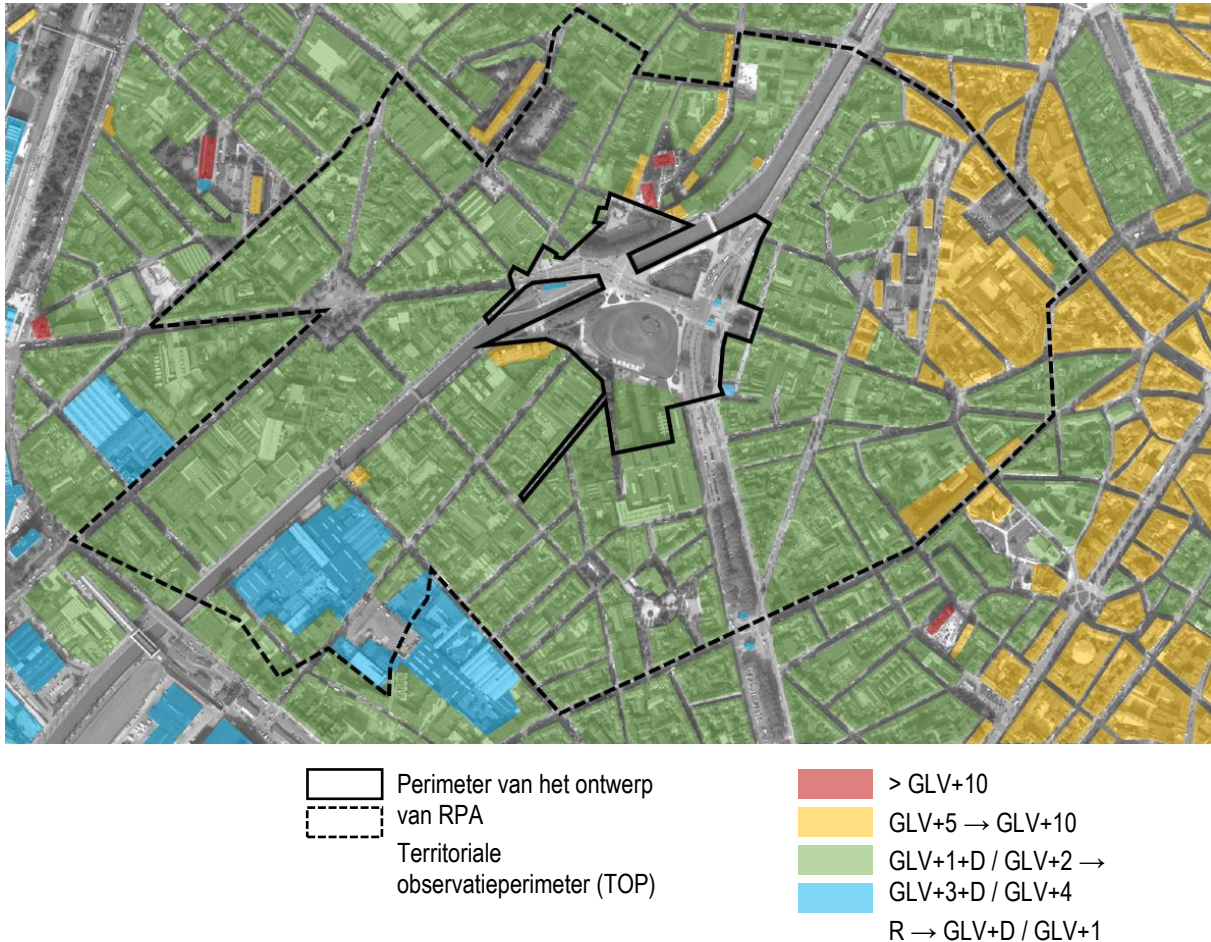 Perimeter van het ontwerp
van RPA
Territoriale
observatieperimeter (TOP)
> GLV+10
GLV+5 → GLV+10
GLV+1+D / GLV+2 →
GLV+3+D / GLV+4
R → GLV+D / GLV+1